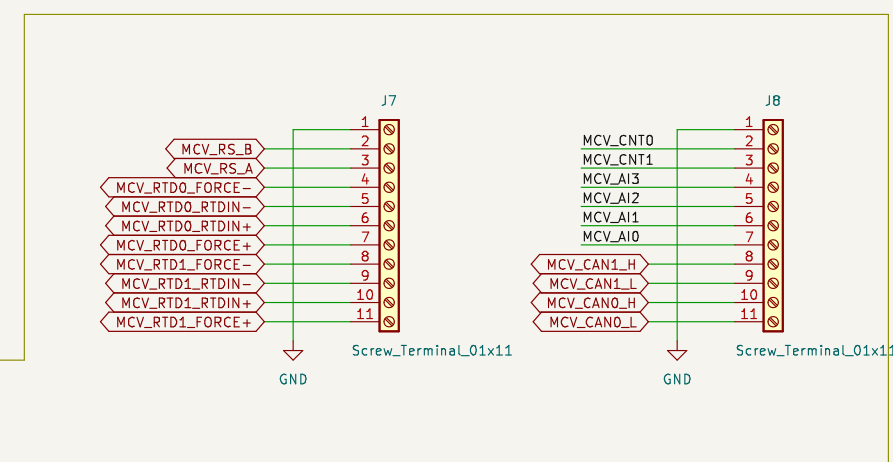 J7
1
MCV_RS_B 2
MCV_RS_A 3
MCV_RTD0_FORCE- 4
MCV_RTD0_RTDIN- 5
MCV_RTD0_RTDIN+ 6
MCV_RTD0_FORCE+ 7
MCV_RTD1_FORCE- 8
MCV_RTD1_RTDIN- 9
MCV_RTD1_RTDIN+ 10
MCV_RTD1_FORCE+ 11
Screw_Terminal_01x11
GND
J8
1
MCV_CNT0 2
MCV_CNT1 3
MCV_AI3 4
MCV_AI2 5
MCV_AI1 6
MCV_AI0 7
MCV_CAN1_H 8
MCV_CAN1_L 9
MCV_CAN0_H 10
MCV_CAN0_L 11
Screw_Terminal_01x11
GND